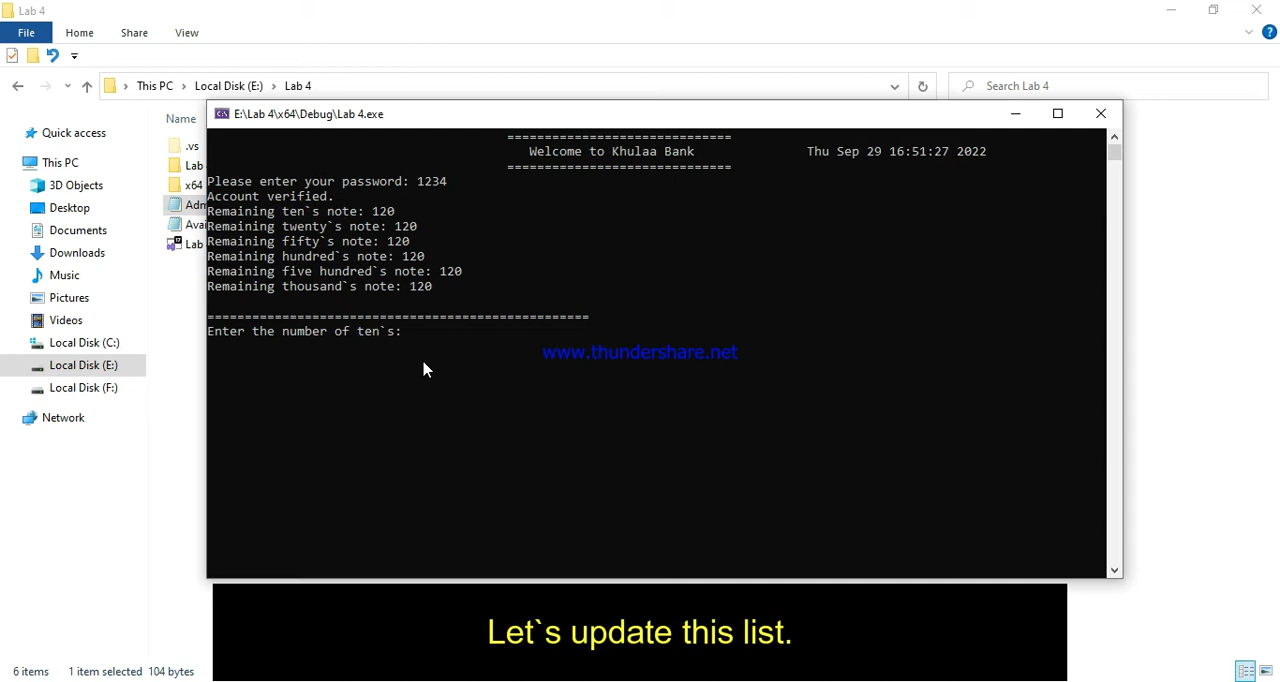 Lab 4
File Home Share View
This PC Local Disk (E:) Lab 4
Search Lab 4
Name
Quick access
This PC
3D Objects
Desktop
Documents
Downloads
Music
Pictures
Videos
Local Disk (C:)
Local Disk (E:)
Local Disk (F:)
Network
.vs
Lab
x64
Adm
Avai
Lab
E:\Lab 4\x64\Debug\Lab 4.exe
==============================
Welcome to Khulaa Bank Thu Sep 29 16:51:27 2022
==============================
Please enter your password: 1234
Account verified.
Remaining ten`s note: 120
Remaining twenty`s note: 120
Remaining fifty`s note: 120
Remaining hundred`s note: 120
Remaining five hundred`s note: 120
Remaining thousand`s note: 120
===================================================
Enter the number of ten`s:
www.thundershare.net
Let`s update this list.
6 items 1 item selected 104 bytes